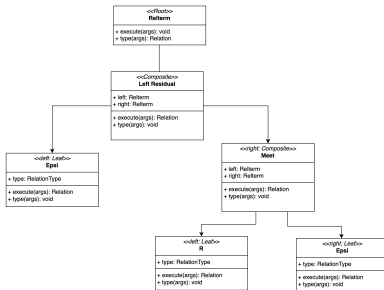 <<Root>>
Relterm
+ execute(args): void
+ type(args): Relation
<<Composite>>
Left Residual
+ left: Relterm
+ right: Relterm
+ execute(args): Relation
+ type(args): void
<<left: Leaf>>
Epsi
+ type: RelationType
+ execute(args): Relation
+ type(args): void
<<right: Composite>>
Meet
+ left: Relterm
+ right: Relterm
+ execute(args): Relation
+ type(args): void
<<left: Leaf>>
R
+ type: RelationType
+ execute(args): Relation
+ type(args): void
<<right: Leaf>>
Epsi
+ type: RelationType
+ execute(args): Relation
+ type(args): void